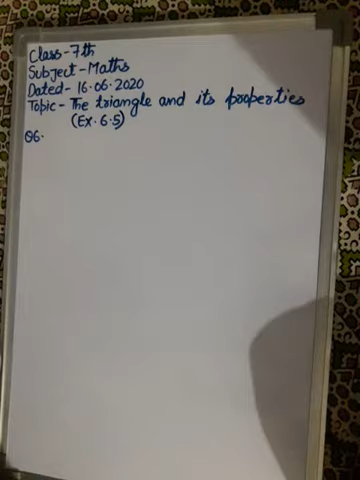 Class-7th
Subject-Maths
Dated- 16.06.2020
Topic- The triangle and its properties
(Ex. 6.5)
Q6.